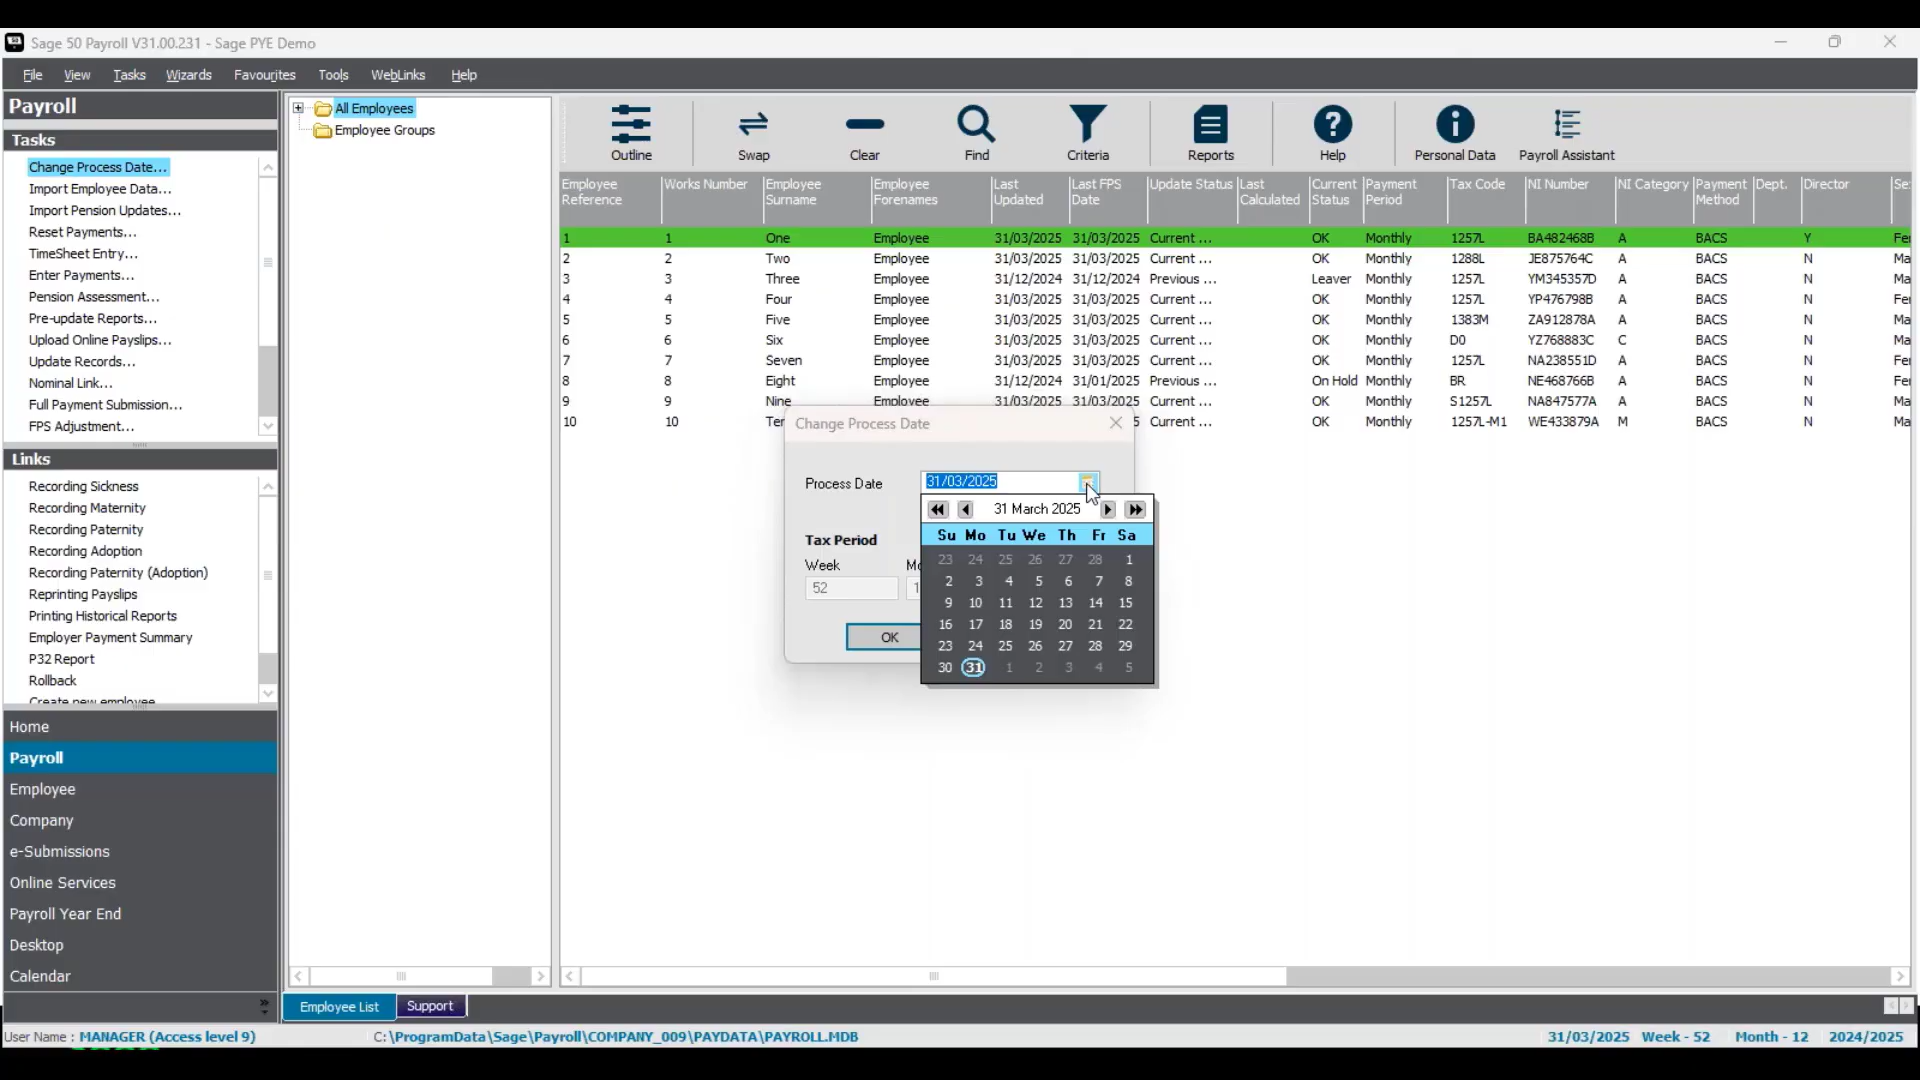 Sage 50 Payroll V31.00.231 - Sage PYE Demo
File View Tasks Wizards Favourites Tools WebLinks Help
Payroll
Tasks
Change Process Date...
Import Employee Data...
Import Pension Updates...
Reset Payments...
TimeSheet Entry...
Enter Payments...
Pension Assessment...
Pre-update Reports...
Upload Online Payslips...
Update Records...
Nominal Link...
Full Payment Submission...
FPS Adjustment...
Links
Recording Sickness
Recording Maternity
Recording Paternity
Recording Adoption
Recording Paternity (Adoption)
Reprinting Payslips
Printing Historical Reports
Employer Payment Summary
P32 Report
Rollback
Create new employee
Home
Payroll
Employee
Company
e-Submissions
Online Services
Payroll Year End
Desktop
Calendar
All Employees
Employee Groups
Outline Swap Clear Find Criteria Reports Help Personal Data Payroll Assistant
Employee Reference Works Number Employee Surname Employee Forenames Last Updated Last FPS Date Update Status Last Calculated Current Status Payment Period Tax Code NI Number NI Category Payment Method Dept. Director Se
1 1 One Employee 31/03/2025 31/03/2025 Current ... OK Monthly 1257L BA482468B A BACS Y Fe
2 2 Two Employee 31/03/2025 31/03/2025 Current ... OK Monthly 1288L JE875764C A BACS N Ma
3 3 Three Employee 31/12/2024 31/12/2024 Previous ... Leaver Monthly 1257L YM345357D A BACS N Ma
4 4 Four Employee 31/03/2025 31/03/2025 Current ... OK Monthly 1257L YP476798B A BACS N Ma
5 5 Five Employee 31/03/2025 31/03/2025 Current ... OK Monthly 1383M ZA912878A A BACS N Ma
6 6 Six Employee 31/03/2025 31/03/2025 Current ... OK Monthly D0 YZ768883C C BACS N Ma
7 7 Seven Employee 31/03/2025 31/03/2025 Current ... OK Monthly 1257L NA238551D A BACS N Fe
8 8 Eight Employee 31/12/2024 31/01/2025 Previous ... On Hold Monthly BR NE468766B A BACS N Fe
9 9 Nine Employee 31/03/2025 31/03/2025 Current ... OK Monthly S1257L NA847577A A BACS N Ma
10 10 Ter 5 Current ... OK Monthly 1257L-M1 WE433879A M BACS N Ma
Change Process Date
Process Date 31/03/2025
31 March 2025
Su Mo Tu We Th Fr Sa
23 24 25 26 27 28 1
2 3 4 5 6 7 8
9 10 11 12 13 14 15
16 17 18 19 20 21 22
23 24 25 26 27 28 29
30 31 1 2 3 4 5
Tax Period
Week Mo
52 1
OK
Employee List Support
User Name : MANAGER (Access level 9) C:\ProgramData\Sage\Payroll\COMPANY_009\PAYDATA\PAYROLL.MDB 31/03/2025 Week - 52 Month - 12 2024/2025